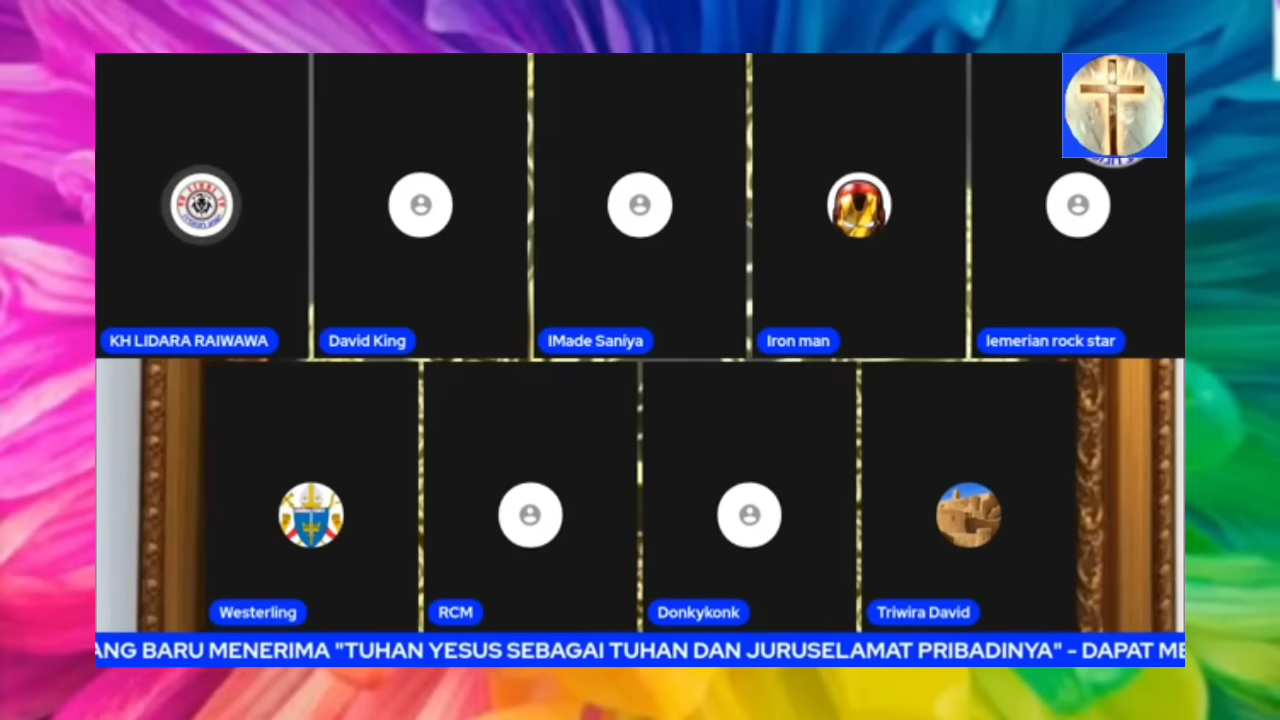 KH LIDARA RAIWAWA
David King
IMade Saniya
Iron man
lemerian rock star
Westerling
RCM
Donkykonk
Triwira David
ANG BARU MENERIMA "TUHAN YESUS SEBAGAI TUHAN DAN JURUSELAMAT PRIBADINYA" - DAPAT ME